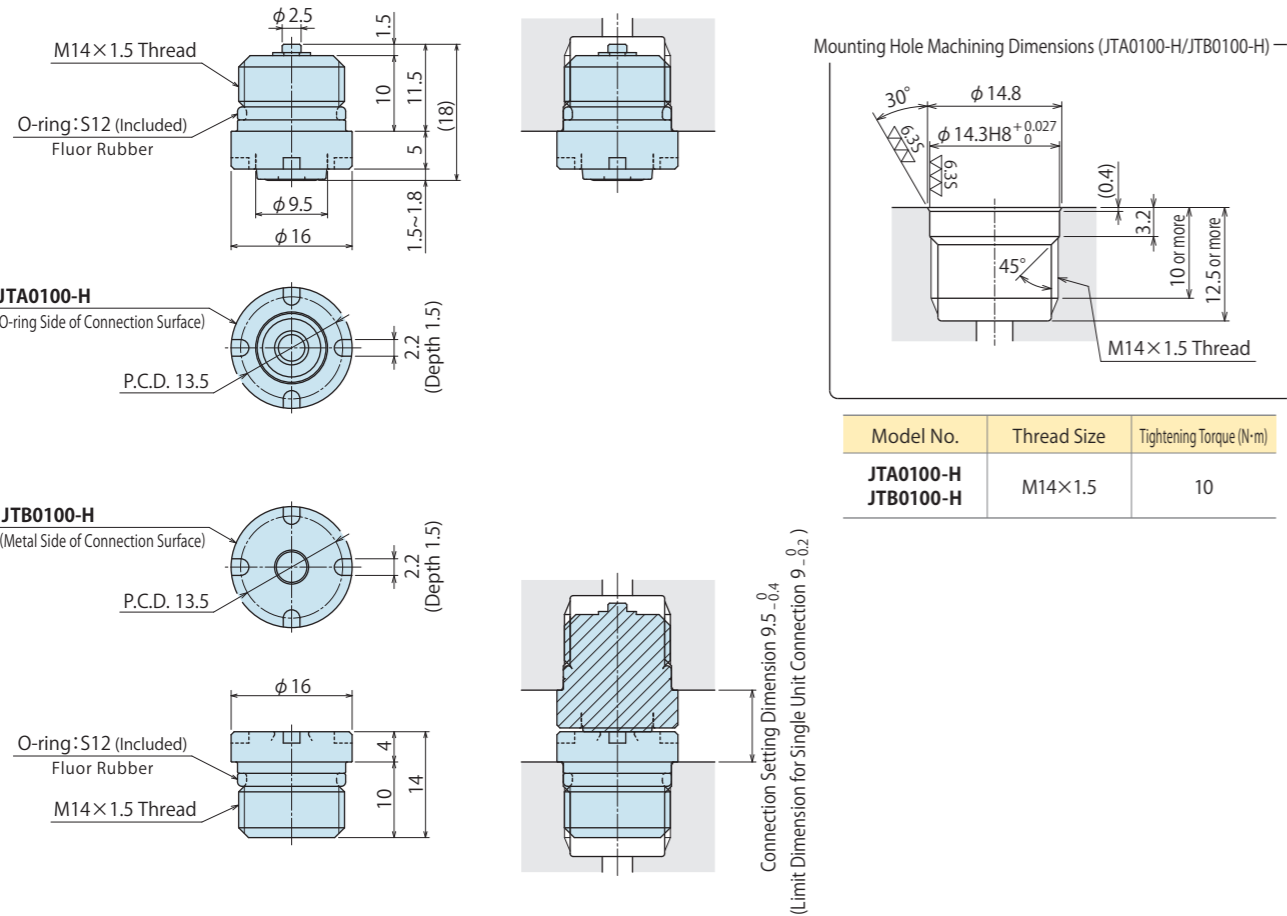 φ 2.5
1.5
M14×1.5 Thread
10
11.5
(18)
O-ring:S12 (Included)
Fluor Rubber
5
φ 9.5
φ 16
1.5~1.8
JTA0100-H
O-ring Side of Connection Surface)
2.2
(Depth 1.5)
P.C.D. 13.5
JTB0100-H
(Metal Side of Connection Surface)
2.2
(Depth 1.5)
P.C.D. 13.5
φ 16
O-ring:S12 (Included)
Fluor Rubber
M14×1.5 Thread
4
10
14
Connection Setting Dimension 9.5 0 -0.4
(Limit Dimension for Single Unit Connection 9 0 -0.2 )
Mounting Hole Machining Dimensions (JTA0100-H/JTB0100-H)
30°
φ 14.8
φ 14.3H8 +0.027 0
6.3S
6.3S
(0.4)
3.2
10 or more
12.5 or more
45°
M14×1.5 Thread
Model No. Thread Size Tightening Torque (N·m)
JTA0100-H
JTB0100-H
M14×1.5 10